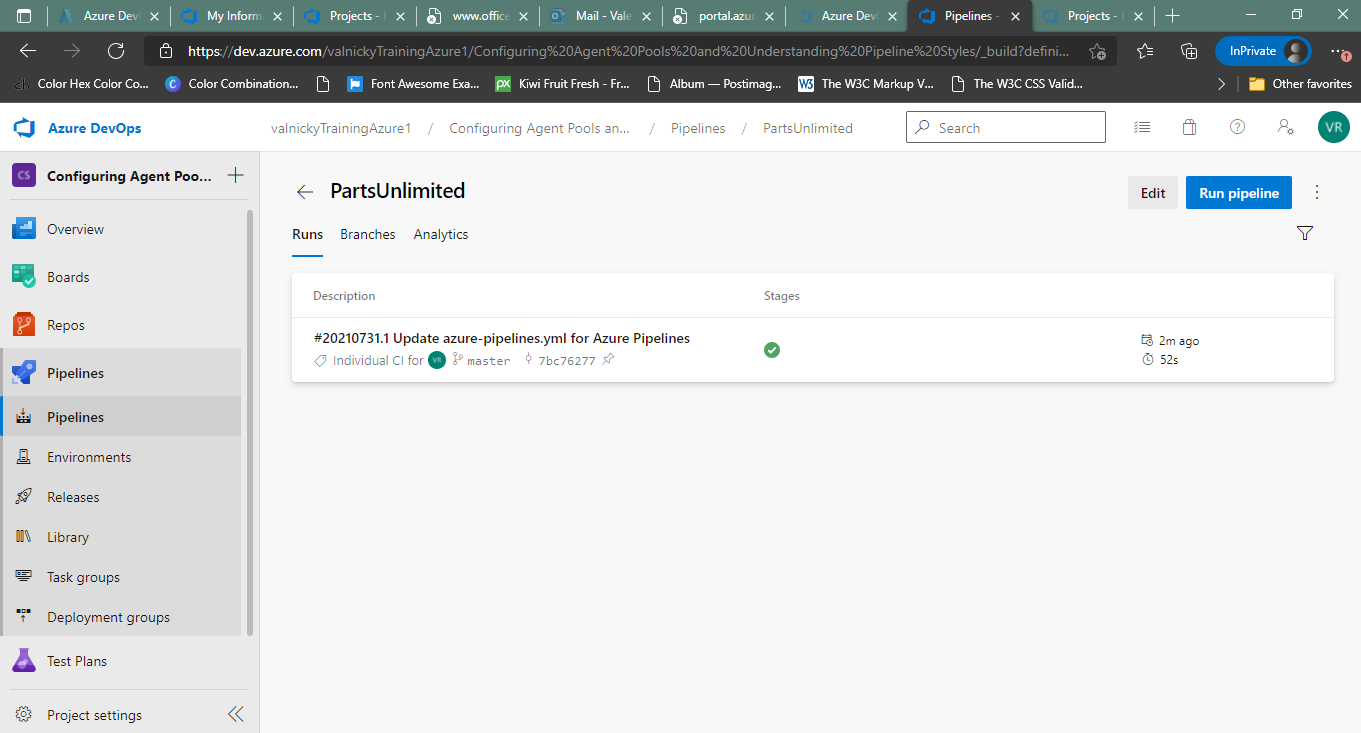 Azure Dev
My Inform
Projects -
www.office
Mail - Vale
portal.azur
Azure Dev
Pipelines -
Projects -
https://dev.azure.com/valnickyTrainingAzure1/Configuring%20Agent%20Pools%20and%20Understanding%20Pipeline%20Styles/_build?defini...
InPrivate
Color Hex Color Co...
Color Combination...
Font Awesome Exa...
Kiwi Fruit Fresh - Fr...
Album — Postimag...
The W3C Markup V...
The W3C CSS Valid...
Other favorites
Azure DevOps
valnickyTrainingAzure1 / Configuring Agent Pools an... / Pipelines / PartsUnlimited
Search
VR
CS Configuring Agent Poo...
Overview
Boards
Repos
Pipelines
Pipelines
Environments
Releases
Library
Task groups
Deployment groups
Test Plans
Project settings
PartsUnlimited
Edit
Run pipeline
Runs Branches Analytics
Description Stages
#20210731.1 Update azure-pipelines.yml for Azure Pipelines
Individual CI for VR master 7bc76277
2m ago
52s